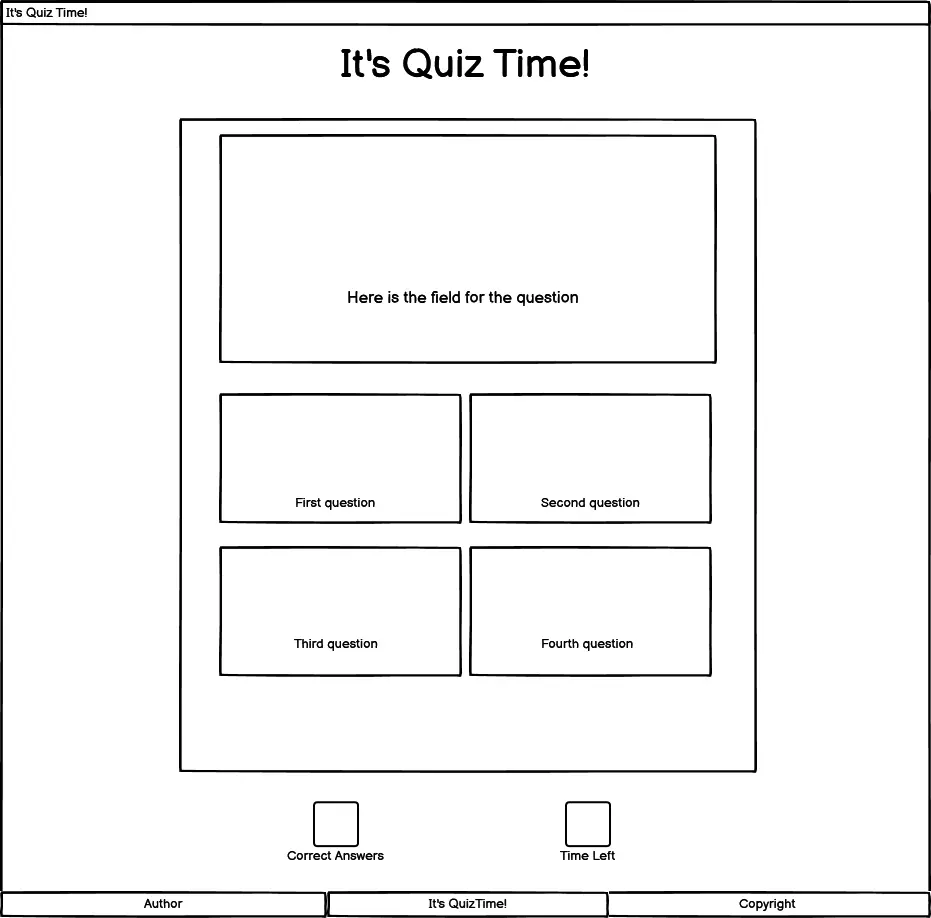 It's Quiz Time!
It's Quiz Time!
Here is the field for the question
First question
Second question
Third question
Fourth question
Correct Answers
Time Left
Author
It's QuizTime!
Copyright